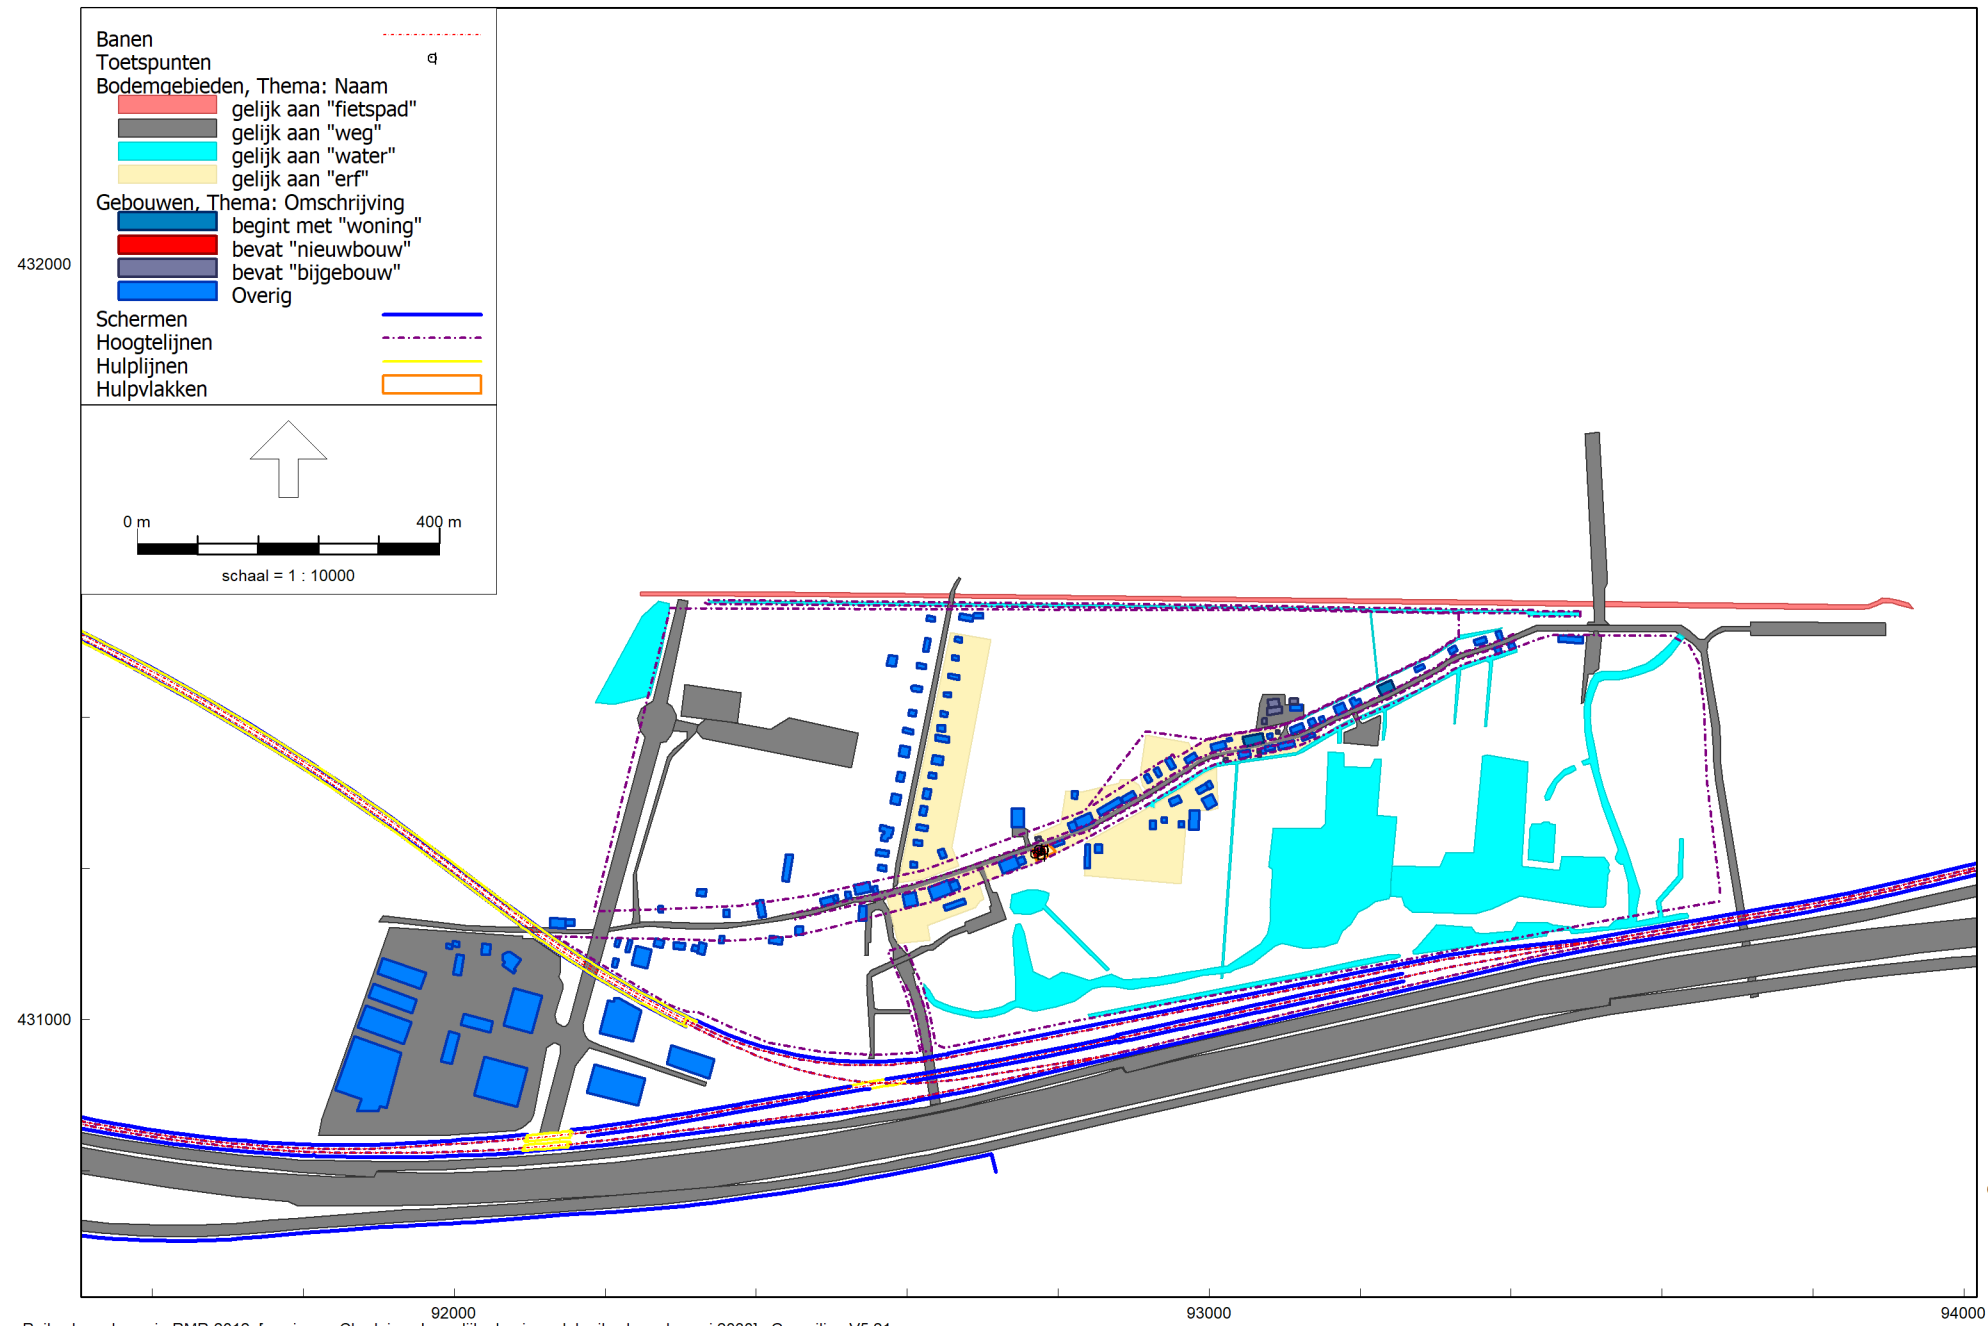 Banen
Toetspunten
Bodemgebieden, Thema: Naam
gelijk aan "fietspad"
gelijk aan "weg"
gelijk aan "water"
gelijk aan "erf"
Gebouwen, Thema: Omschrijving
begint met "woning"
bevat "nieuwbouw"
bevat "bijgebouw"
Overig
Schermen
Hoogtelijnen
Hulplijnen
Hulpvlakken
0 m 400 m
schaal = 1 : 10000
432000
431000
92000 93000 94000